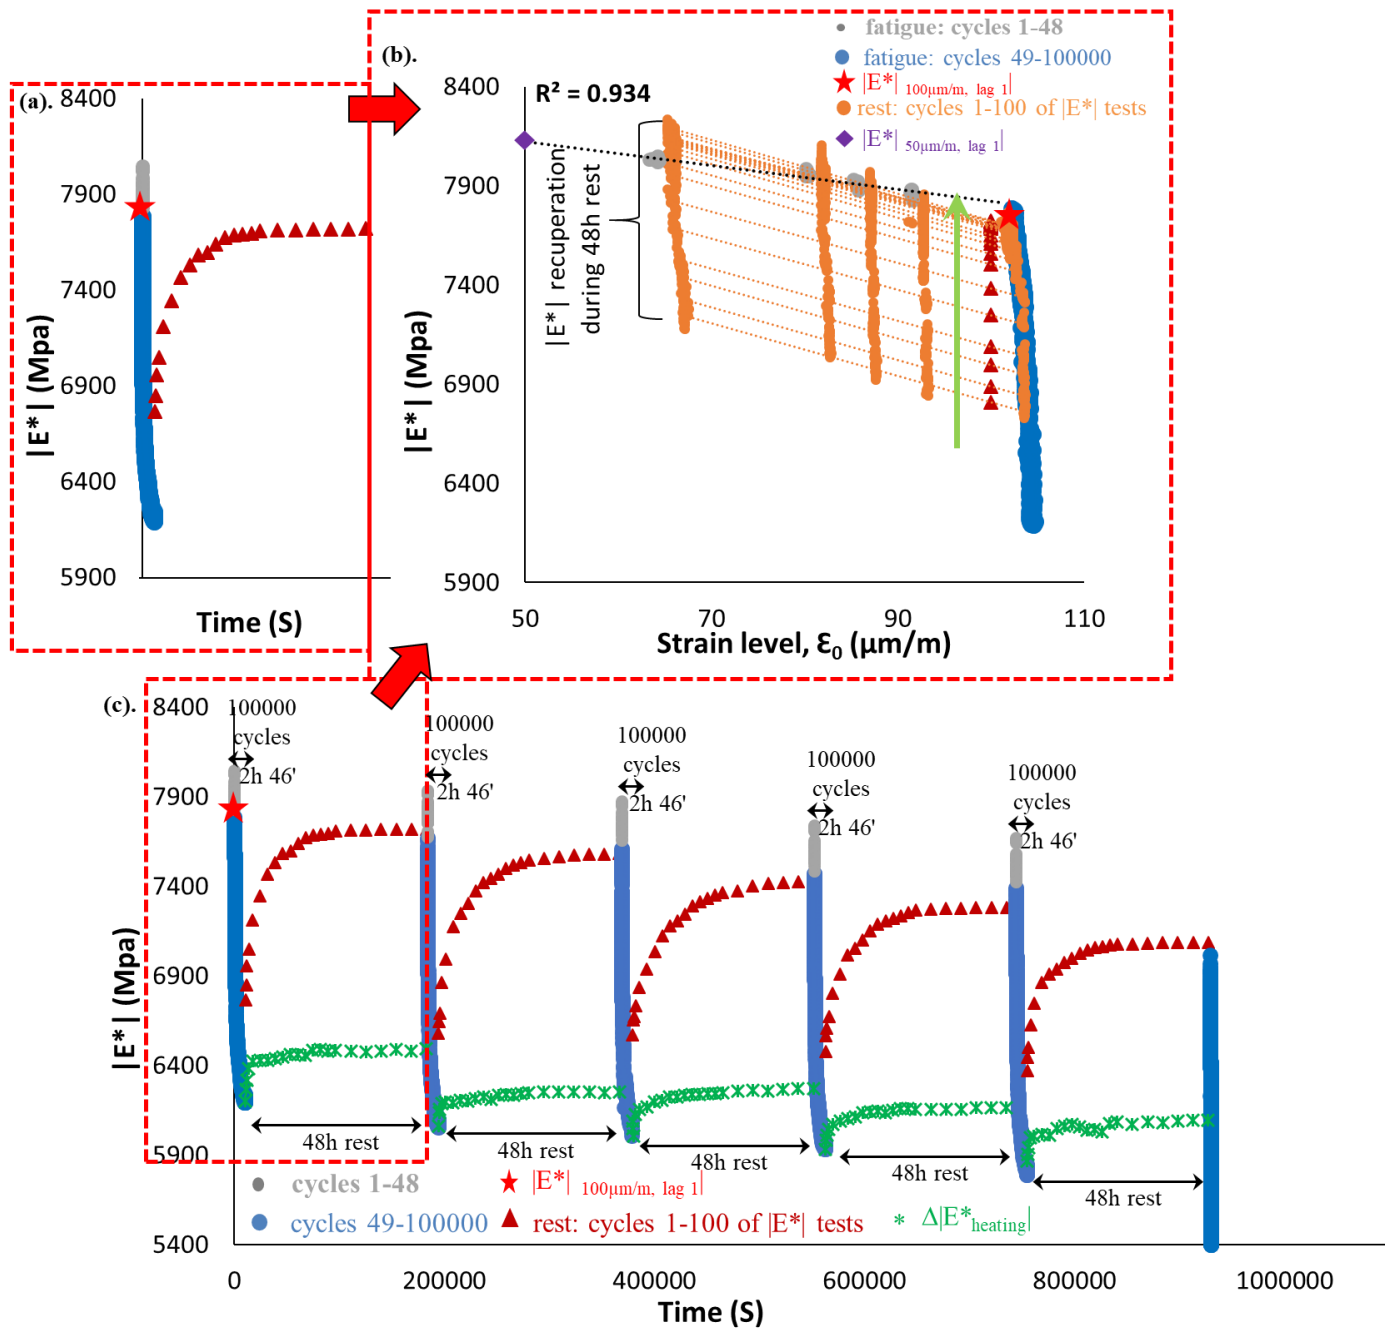 (a).
8400
7900
7400
6900
6400
5900
|E*| (Mpa)
Time (S)
(b).
fatigue: cycles 1-48
fatigue: cycles 49-100000
|E*| 100µm/m, lag 1|
rest: cycles 1-100 of |E*| tests
|E*| 50µm/m, lag 1|
R² = 0.934
8400
7900
7400
6900
6400
5900
|E*| (Mpa)
|E*| recuperation
during 48h rest
50
70
90
110
Strain level, Ɛ0 (µm/m)
(c).
8400
7900
7400
6900
6400
5900
5400
|E*| (Mpa)
100000
cycles
2h 46'
100000
cycles
2h 46'
100000
cycles
2h 46'
100000
cycles
2h 46'
100000
cycles
2h 46'
48h rest
48h rest
48h rest
48h rest
48h rest
cycles 1-48
|E*| 100µm/m, lag 1|
cycles 49-100000
rest: cycles 1-100 of |E*| tests
Δ|E*heating|
0
200000
400000
600000
800000
1000000
Time (S)